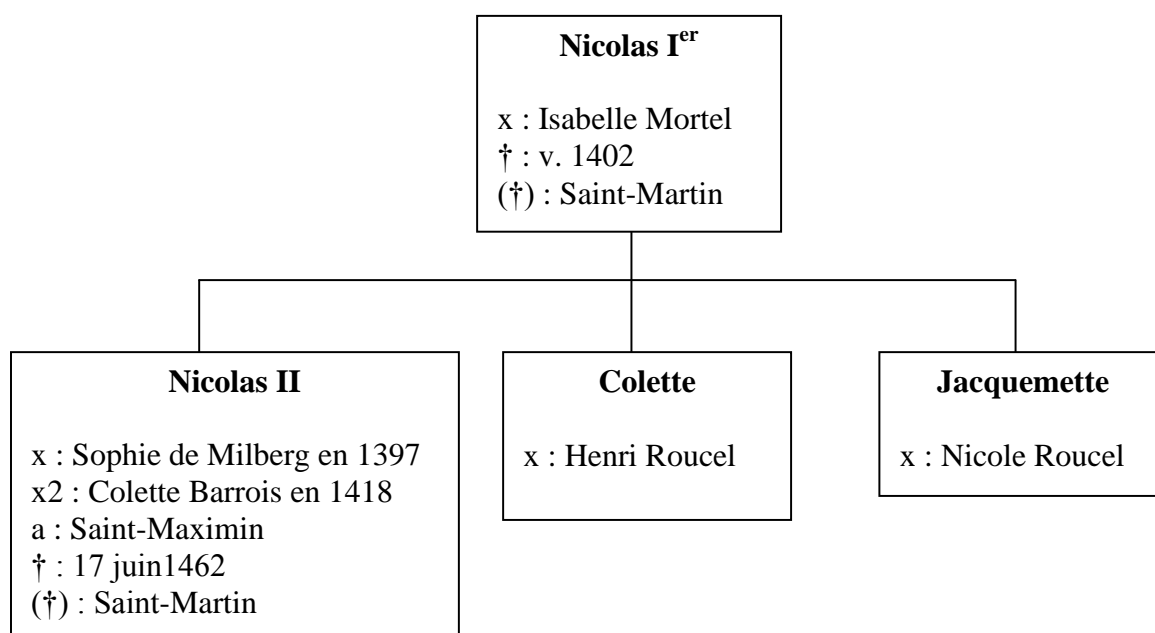 Nicolas Ier
x : Isabelle Mortel
† : v. 1402
(†) : Saint-Martin
Nicolas II
x : Sophie de Milberg en 1397
x2 : Colette Barrois en 1418
a : Saint-Maximin
† : 17 juin1462
(†) : Saint-Martin
Colette
x : Henri Roucel
Jacquemette
x : Nicole Roucel